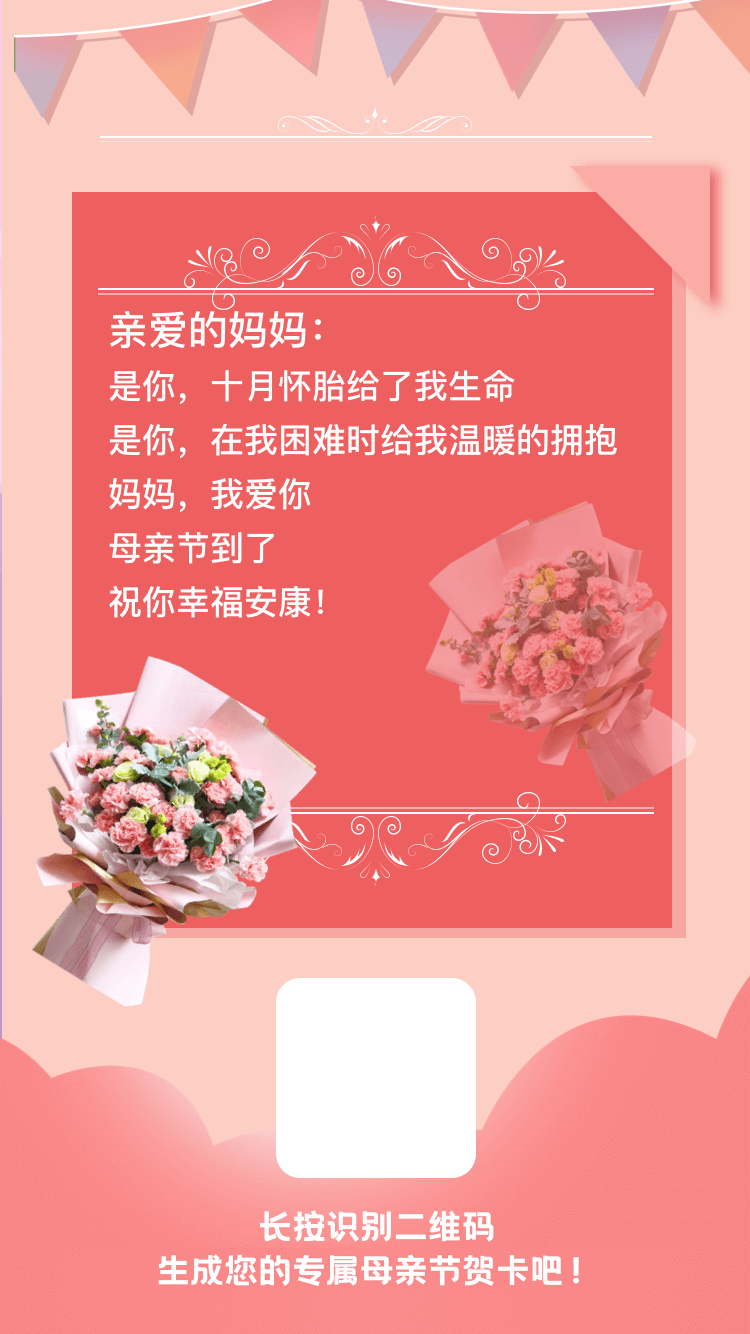 亲爱的妈妈：
是你，十月怀胎给了我生命
是你，在我困难时给我温暖的拥抱
妈妈，我爱你
母亲节到了
祝你幸福安康！
长按识别二维码
生成您的专属母亲节贺卡吧！